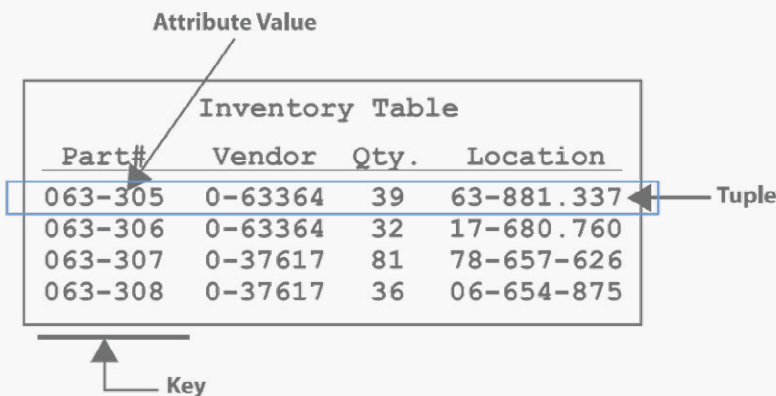 Attribute Value
Inventory Table
Part# Vendor Qty. Location
063-305 0-63364 39 63-881.337
Tuple
063-306 0-63364 32 17-680.760
063-307 0-37617 81 78-657-626
063-308 0-37617 36 06-654-875
Key